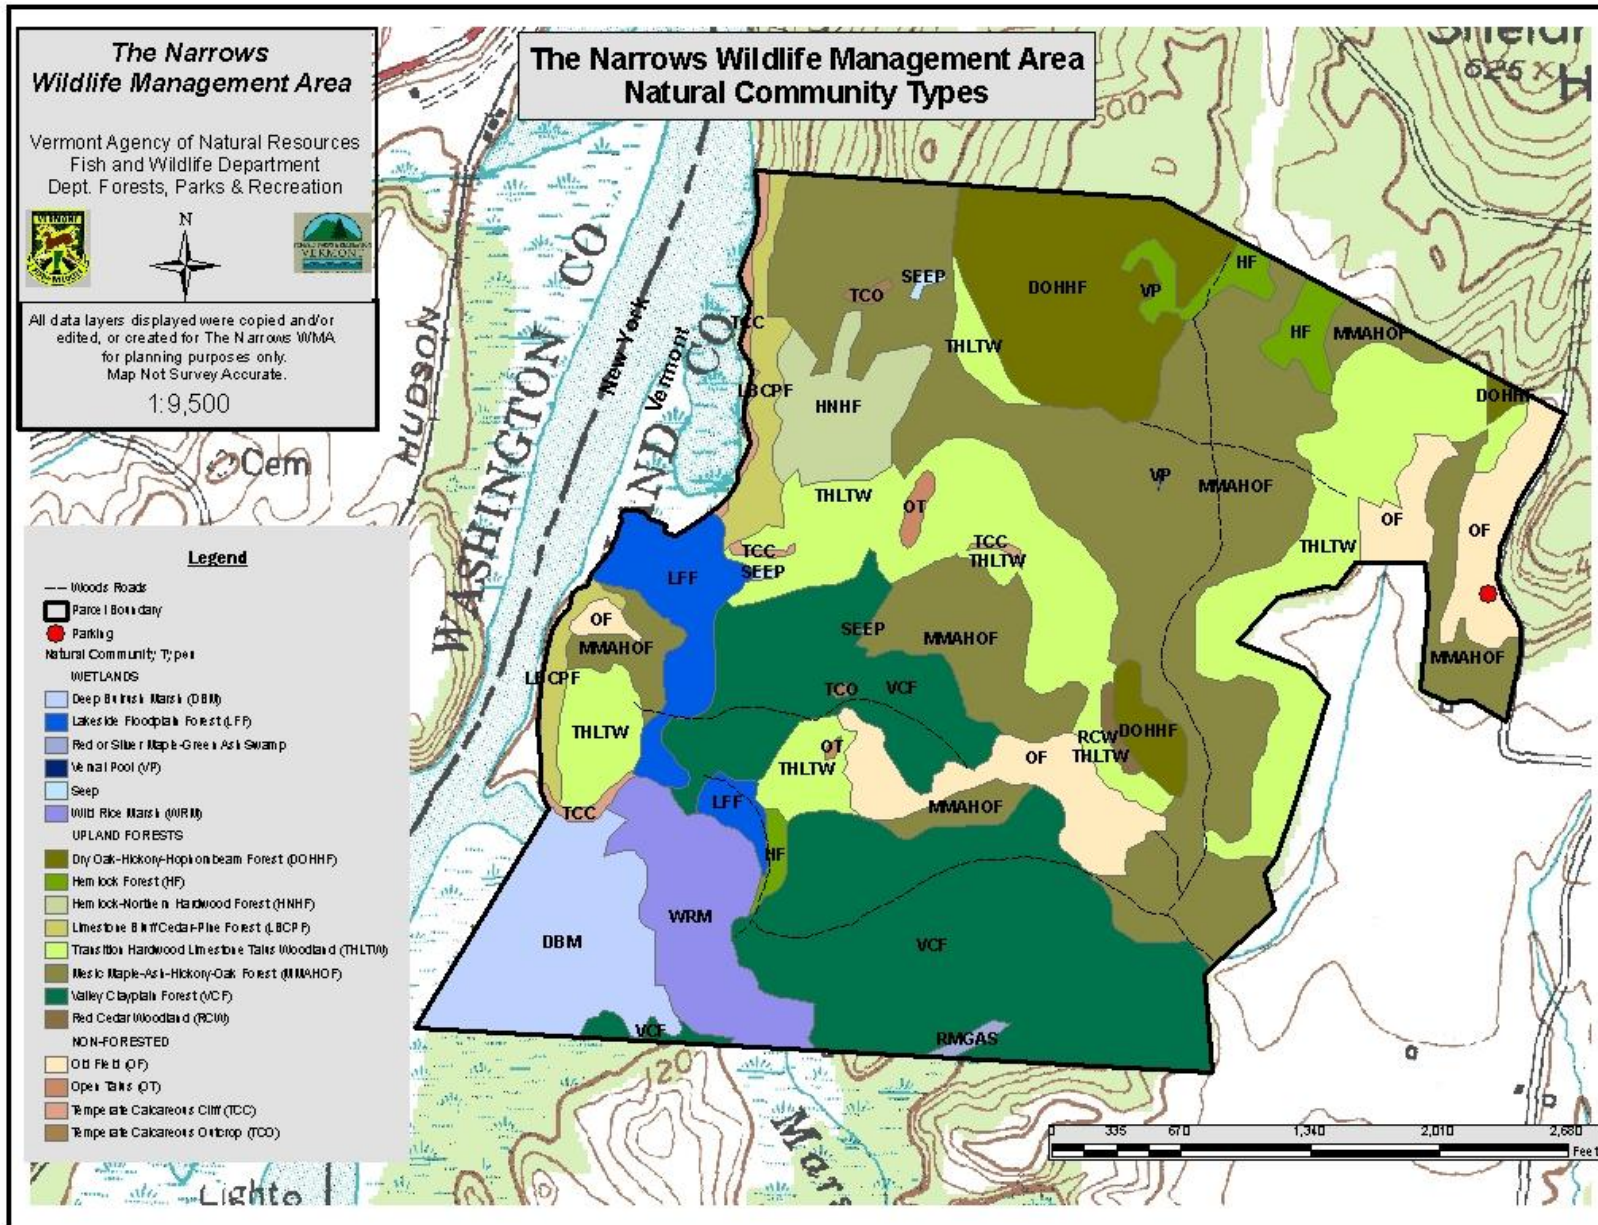 The Narrows
Wildlife Management Area
Vermont Agency of Natural Resources
Fish and Wildlife Department
Dept. Forests, Parks & Recreation
VERMONT
N
VERMONT
All data layers displayed were copied and/or
edited, or created for The Narrows WMA
for planning purposes only.
Map Not Survey Accurate.
1:9,500
The Narrows Wildlife Management Area
Natural Community Types
625
H
500
HUDSON
Cem
WASHINGTON CO
New York
Vermont
CO
SEEP
TCO
DOHHF
VP
HF
HF
MMAHOF
TCC
THLTW
LBCPF
HNHF
DOHHF
THLTW
OT
VP
MMAHOF
OF
OF
TCC
SEEP
TCC
THLTW
THLTW
LFF
OF
MMAHOF
SEEP
MMAHOF
MMAHOF
LBCPF
TCO
VCF
THLTW
OT
THLTW
OF
RCW
THLTW
DOHHF
TCC
LFF
MMAHOF
HF
WRM
DBM
VCF
VCF
RMGAS
120
Legend
Woods Roads
Parcel Boundary
Parking
Natural Community Types
WETLANDS
Deep Bulrush Marsh (DBM)
Lakeside Floodplain Forest (LFF)
Red or Silver Maple-Green Ash Swamp
Vernal Pool (VP)
Seep
Wild Rice Marsh (WRM)
UPLAND FORESTS
Dry Oak-Hickory-Hophornbeam Forest (DOHHF)
Hemlock Forest (HF)
Hemlock-Northern Hardwood Forest (HNHF)
Limestone Bluff Cedar-Pine Forest (LBCPF)
Transition Hardwood Limestone Talus Woodland (THLTW)
Mesic Maple-Ash-Hickory-Oak Forest (MMAHOF)
Valley Clayplain Forest (VCF)
Red Cedar Woodland (RCW)
NON-FORESTED
Old Field (OF)
Open Talus (OT)
Temperate Calcareous Cliff (TCC)
Temperate Calcareous Outcrop (TCO)
0 335 670 1,340 2,010 2,680
Feet